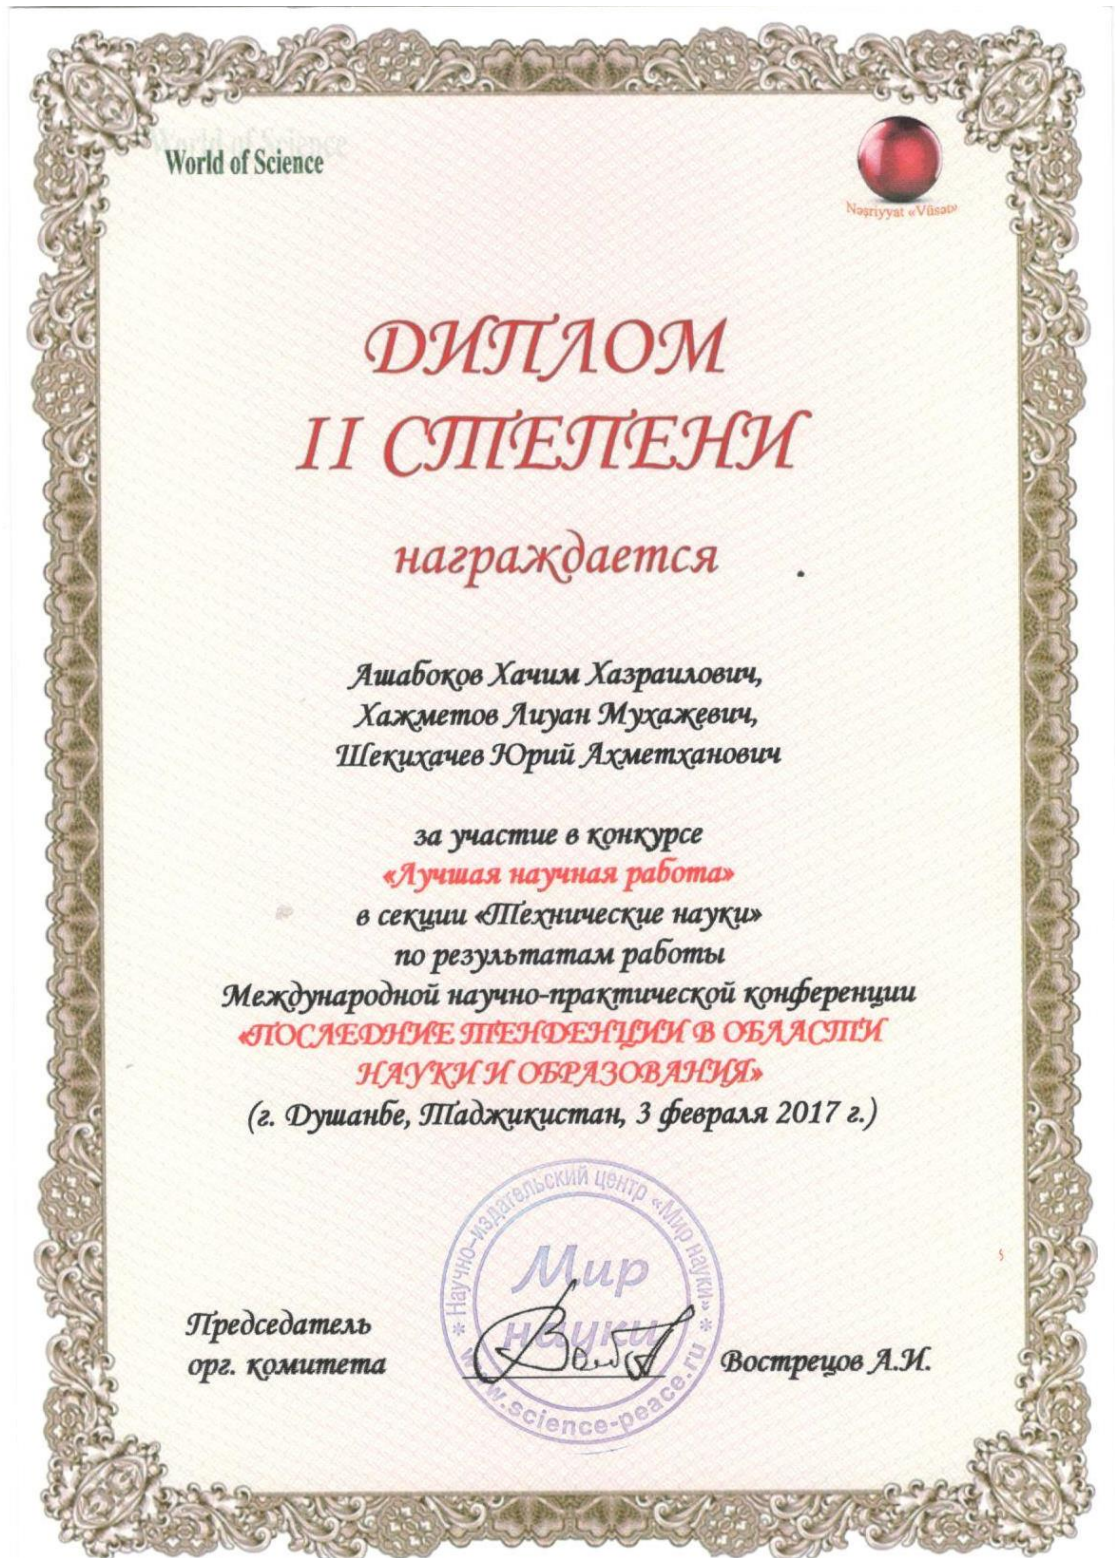 World of Science
Nəşriyyat «Vüsət»
ДИПЛОМ
II СТЕПЕНИ
награждается
Ашабоков Хачим Хазраилович,
Хажметов Лиуан Мухажевич,
Шекихачев Юрий Ахметханович
за участие в конкурсе
«Лучшая научная работа»
в секции «Технические науки»
по результатам работы
Международной научно-практической конференции
«ПОСЛЕДНИЕ ТЕНДЕНЦИИ В ОБЛАСТИ
НАУКИ И ОБРАЗОВАНИЯ»
(г. Душанбе, Таджикистан, 3 февраля 2017 г.)
* Научно-издательский центр «Мир науки» *
Мир
науки
www.science-peace.ru
Председатель
орг. комитета
Вострецов А.И.